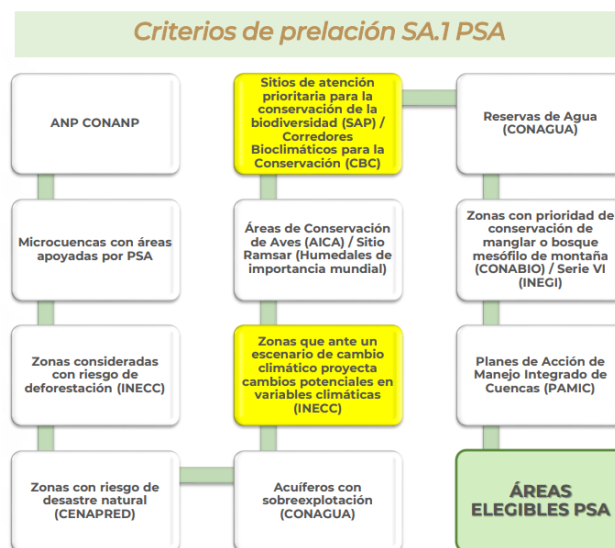 Criterios de prelación SA.1 PSA
ANP CONANP
Microcuencas con áreas
apoyadas por PSA
Zonas consideradas
con riesgo de
deforestación (INECC)
Zonas con riesgo de
desastre natural
(CENAPRED)
Acuíferos con
sobreexplotación
(CONAGUA)
Zonas que ante un
escenario de cambio
climático proyecta
cambios potenciales en
variables climáticas
(INECC)
Áreas de Conservación
de Aves (AICA) / Sitio
Ramsar (Humedales de
importancia mundial)
Sitios de atención
prioritaria para la
conservación de la
biodiversidad (SAP) /
Corredores
Bioclimáticos para la
Conservación (CBC)
Reservas de Agua
(CONAGUA)
Zonas con prioridad de
conservación de
manglar o bosque
mesófilo de montaña
(CONABIO) / Serie VI
(INEGI)
Planes de Acción de
Manejo Integrado de
Cuencas (PAMIC)
ÁREAS
ELEGIBLES PSA